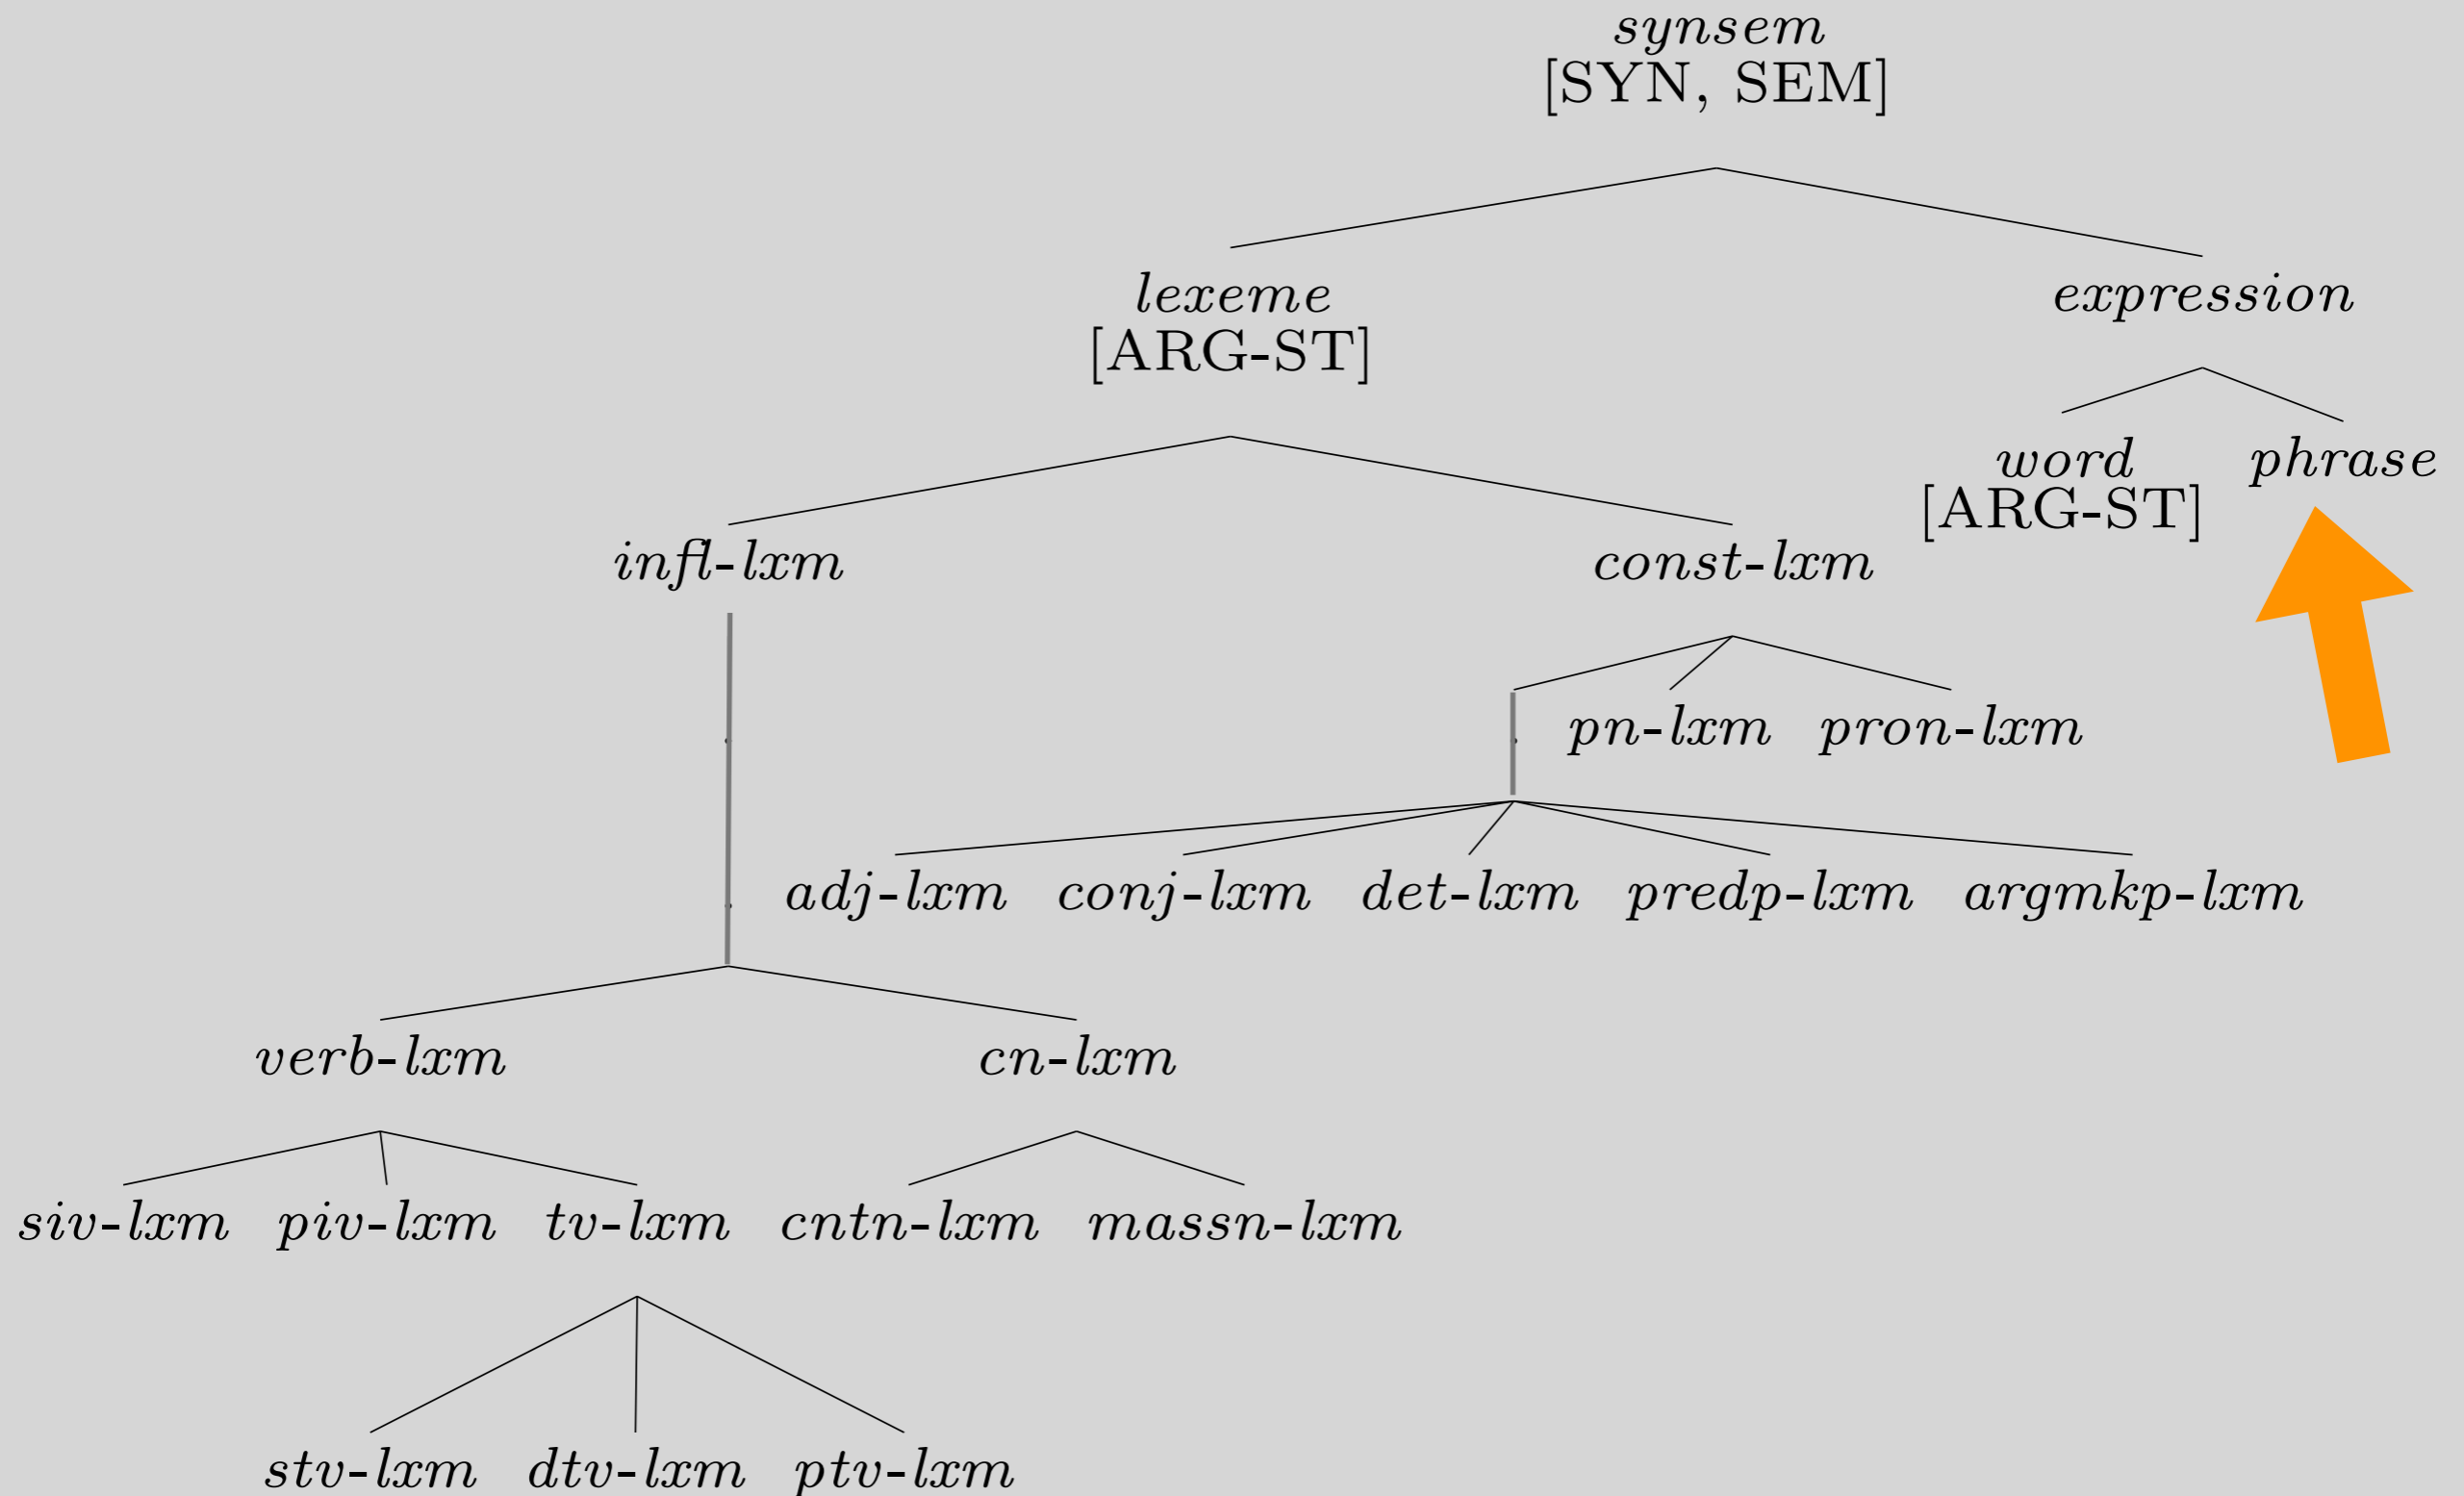 synsem
[SYN, SEM]
lexeme
[ARG-ST]
expression
word
[ARG-ST]
phrase
infl-lxm
const-lxm
pn-lxm
pron-lxm
adj-lxm
conj-lxm
det-lxm
predp-lxm
argmkp-lxm
verb-lxm
cn-lxm
siv-lxm
piv-lxm
tv-lxm
cntn-lxm
massn-lxm
stv-lxm
dtv-lxm
ptv-lxm